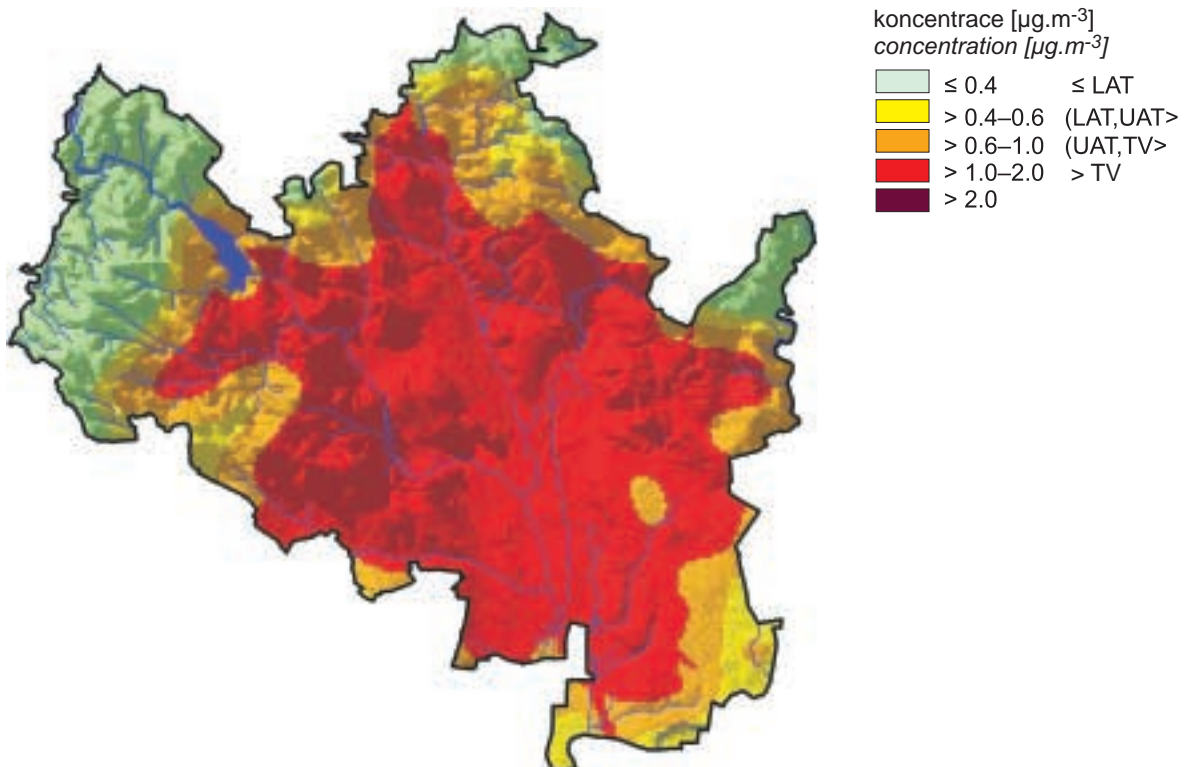 koncentrace [µg.m-3]
concentration [µg.m-3]
≤ 0.4 ≤ LAT
> 0.4–0.6 (LAT,UAT>
> 0.6–1.0 (UAT,TV>
> 1.0–2.0 > TV
> 2.0